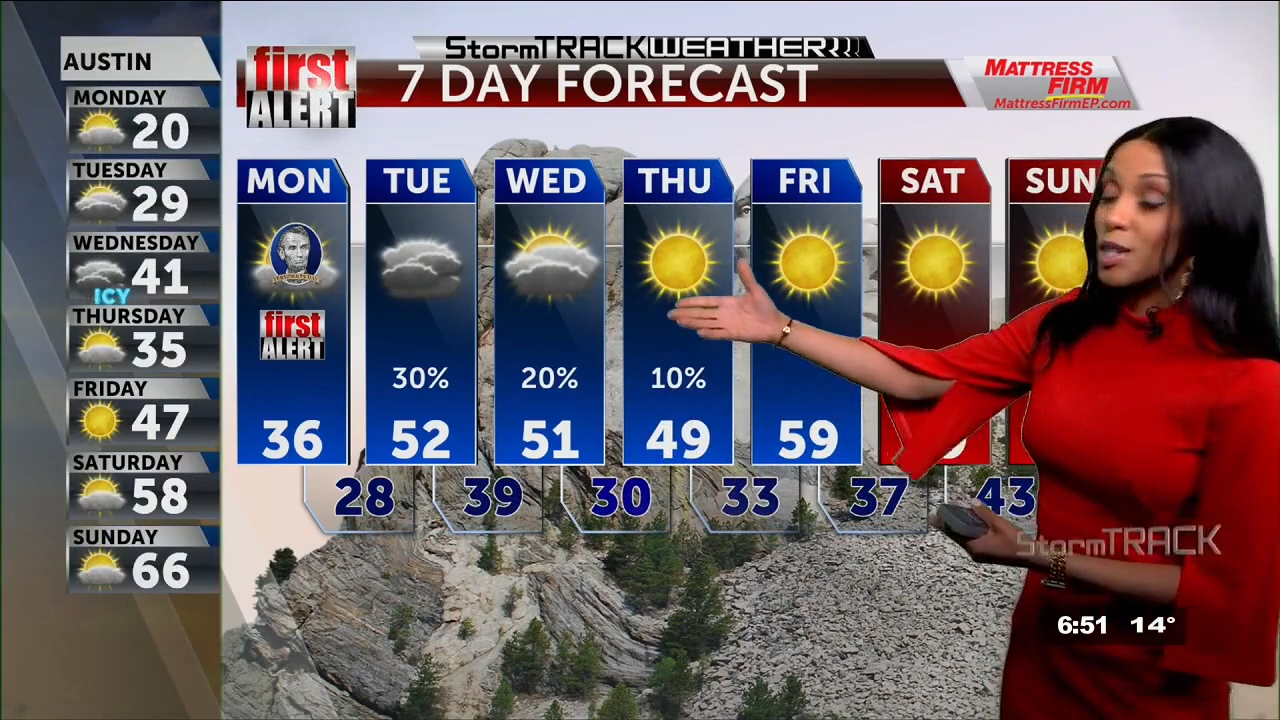 AUSTIN
MONDAY
20
TUESDAY
29
WEDNESDAY
41
ICY
THURSDAY
35
FRIDAY
47
SATURDAY
58
SUNDAY
66
StormTRACKWEATHER
first
ALERT
7 DAY FORECAST
MATTRESS
FIRM
MattressFirmEP.com
MON TUE WED THU FRI SAT SUN
first
ALERT
30% 20% 10%
36 52 51 49 59
28 39 30 33 37 43
StormTRACK
6:51 14°